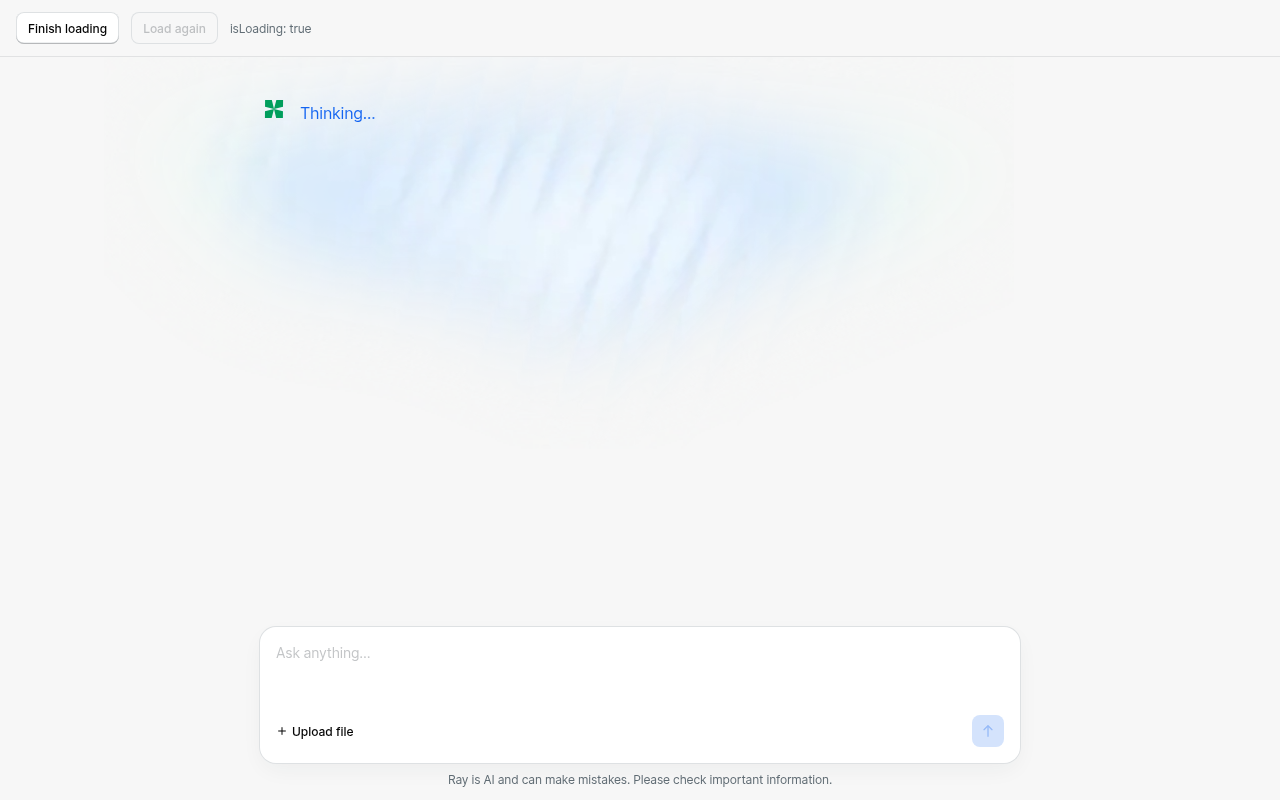 Finish loading
Load again
isLoading: true
Thinking...
Ask anything...
+ Upload file
Ray is AI and can make mistakes. Please check important information.